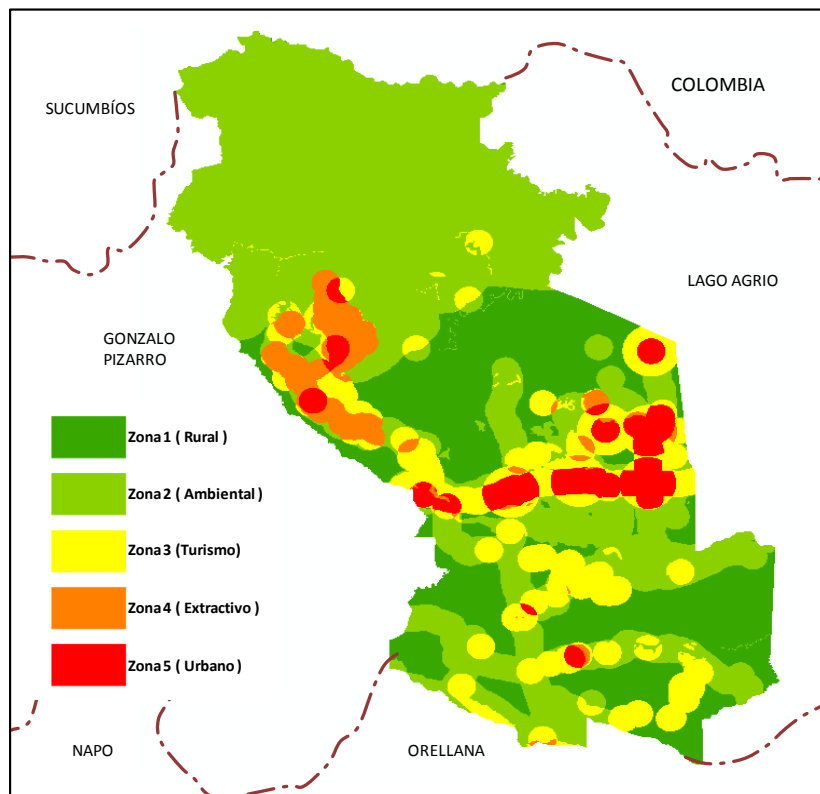 COLOMBIA
SUCUMBÍOS
LAGO AGRIO
GONZALO
PIZARRO
Zona 1 ( Rural )
Zona 2 ( Ambiental )
Zona 3 (Turismo)
Zona 4 ( Extractivo )
Zona 5 ( Urbano )
NAPO
ORELLANA